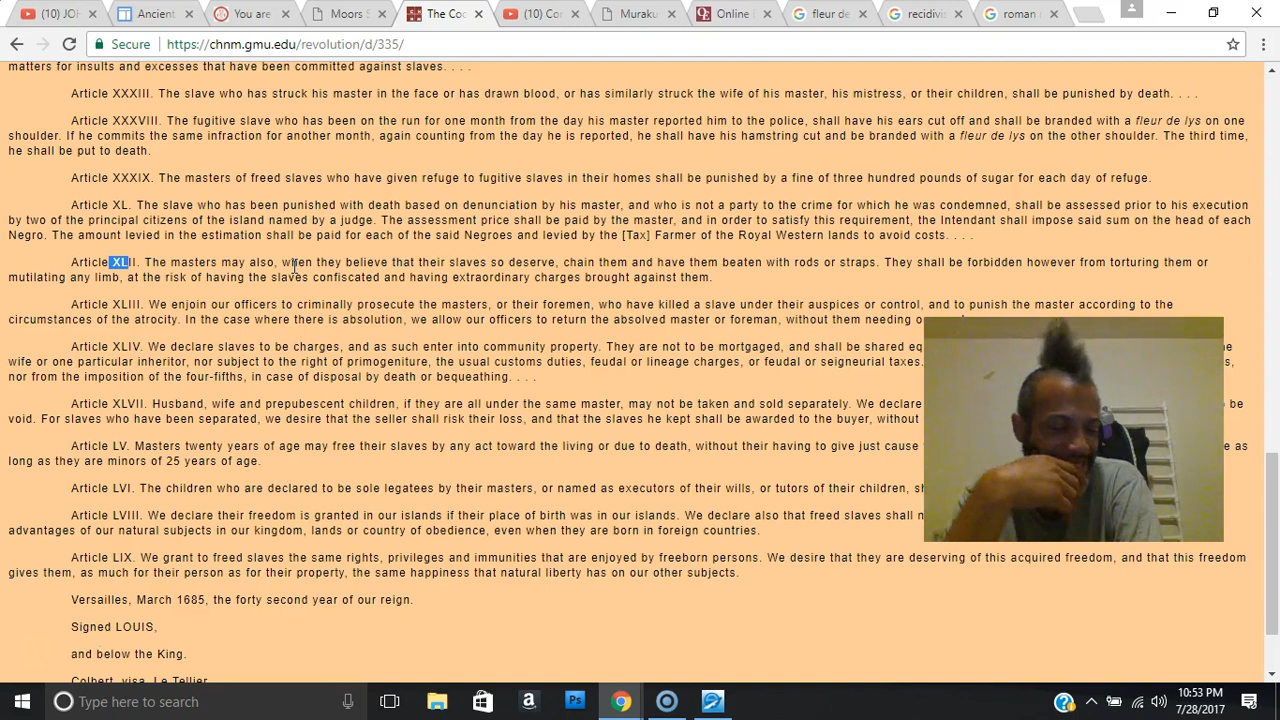 (10) JOH
Ancient
You are
Moors S
The Coc
(10) Cor
Muraku
Online
fleur de
recidivis
roman n
Secure
https://chnm.gmu.edu/revolution/d/335/
matters for insults and excesses that have been committed against slaves. . . .
Article XXXIII. The slave who has struck his master in the face or has drawn blood, or has similarly struck the wife of his master, his mistress, or their children, shall be punished by death. . . .
Article XXXVIII. The fugitive slave who has been on the run for one month from the day his master reported him to the police, shall have his ears cut off and shall be branded with a fleur de lys on one
shoulder. If he commits the same infraction for another month, again counting from the day he is reported, he shall have his hamstring cut and be branded with a fleur de lys on the other shoulder. The third time,
he shall be put to death.
Article XXXIX. The masters of freed slaves who have given refuge to fugitive slaves in their homes shall be punished by a fine of three hundred pounds of sugar for each day of refuge.
Article XL. The slave who has been punished with death based on denunciation by his master, and who is not a party to the crime for which he was condemned, shall be assessed prior to his execution
by two of the principal citizens of the island named by a judge. The assessment price shall be paid by the master, and in order to satisfy this requirement, the Intendant shall impose said sum on the head of each
Negro. The amount levied in the estimation shall be paid for each of the said Negroes and levied by the [Tax] Farmer of the Royal Western lands to avoid costs. . . .
Article XLII. The masters may also, when they believe that their slaves so deserve, chain them and have them beaten with rods or straps. They shall be forbidden however from torturing them or
mutilating any limb, at the risk of having the slaves confiscated and having extraordinary charges brought against them.
Article XLIII. We enjoin our officers to criminally prosecute the masters, or their foremen, who have killed a slave under their auspices or control, and to punish the master according to the
circumstances of the atrocity. In the case where there is absolution, we allow our officers to return the absolved master or foreman, without them needing
Article XLIV. We declare slaves to be charges, and as such enter into community property. They are not to be mortgaged, and shall be shared
wife or one particular inheritor, nor subject to the right of primogeniture, the usual customs duties, feudal or lineage charges, or feudal or seigneurial taxes.
nor from the imposition of the four-fifths, in case of disposal by death or bequeathing. . . .
Article XLVII. Husband, wife and prepubescent children, if they are all under the same master, may not be taken and sold separately. We declare to be
void. For slaves who have been separated, we desire that the seller shall risk their loss, and that the slaves he kept shall be awarded to the buyer, without
Article LV. Masters twenty years of age may free their slaves by any act toward the living or due to death, without their having to give just cause as
long as they are minors of 25 years of age.
Article LVI. The children who are declared to be sole legatees by their masters, or named as executors of their wills, or tutors of their children,
Article LVIII. We declare their freedom is granted in our islands if their place of birth was in our islands. We declare also that freed slaves shall
advantages of our natural subjects in our kingdom, lands or country of obedience, even when they are born in foreign countries.
Article LIX. We grant to freed slaves the same rights, privileges and immunities that are enjoyed by freeborn persons. We desire that they are deserving of this acquired freedom, and that this freedom
gives them, as much for their person as for their property, the same happiness that natural liberty has on our other subjects.
Versailles, March 1685, the forty second year of our reign.
Signed LOUIS,
and below the King.
Colbert, visa, Le Tellier
Type here to search
10:53 PM
7/28/2017